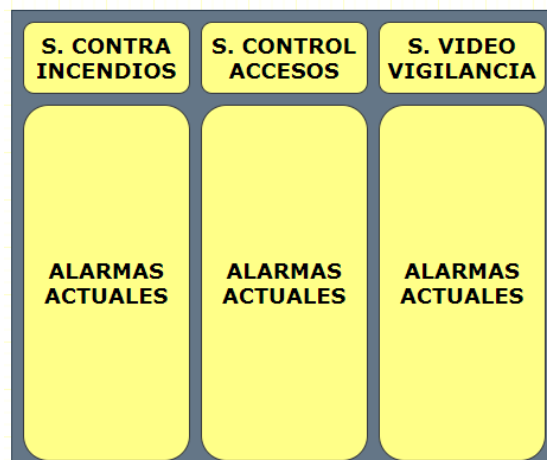 S. CONTRA
INCENDIOS
S. CONTROL
ACCESOS
S. VIDEO
VIGILANCIA
ALARMAS
ACTUALES
ALARMAS
ACTUALES
ALARMAS
ACTUALES